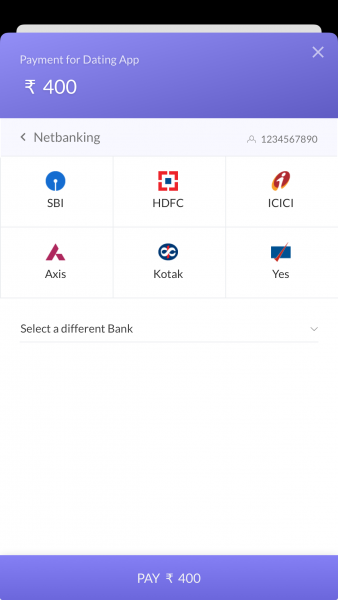 Payment for Dating App
₹ 400
Netbanking
1234567890
SBI
HDFC
ICICI
Axis
Kotak
Yes
Select a different Bank
PAY ₹ 400